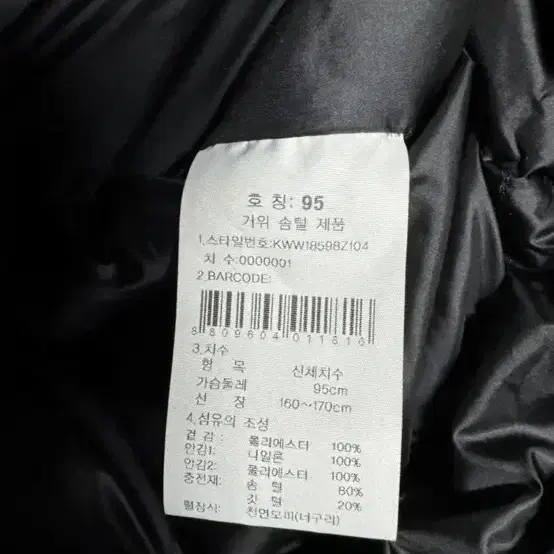 호 칭: 95
거위 솜털 제품
1.스타일번호:KWW18598Z104
치 수:0000001
2.BARCODE:
8 809604 011816
3.치수
항 목 신체치수
가슴둘레 95cm
신 장 160~170cm
4.섬유의 조성
겉 감: 폴리에스터 100%
안감1: 나일론 100%
안감2: 폴리에스터 100%
충전재: 솜 털 80%
깃 털 20%
털장식: 천연모피(너구리)